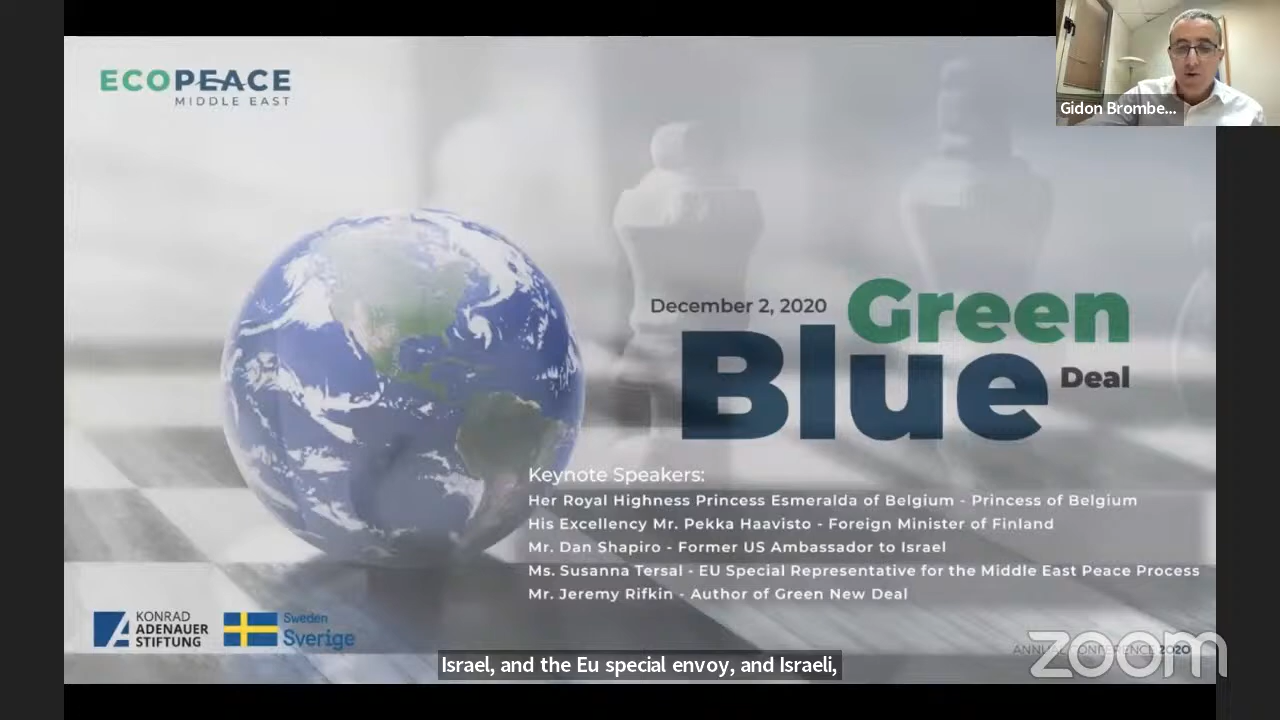 ECOPEACE
MIDDLE EAST
Gidon Brombe...
December 2, 2020
Green
Blue
Deal
Keynote Speakers:
Her Royal Highness Princess Esmeralda of Belgium - Princess of Belgium
His Excellency Mr. Pekka Haavisto - Foreign Minister of Finland
Mr. Dan Shapiro - Former US Ambassador to Israel
Ms. Susanna Tersal - EU Special Representative for the Middle East Peace Process
Mr. Jeremy Rifkin - Author of Green New Deal
KONRAD
ADENAUER
STIFTUNG
Sweden
Sverige
ANNUAL CONFERENCE 2020
zoom
Israel, and the Eu special envoy, and Israeli,